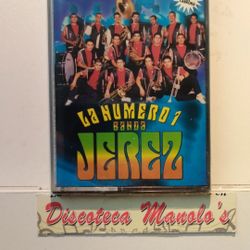 LA NUMERO 1
BANDA
JEREZ
Discoteca Manolo's